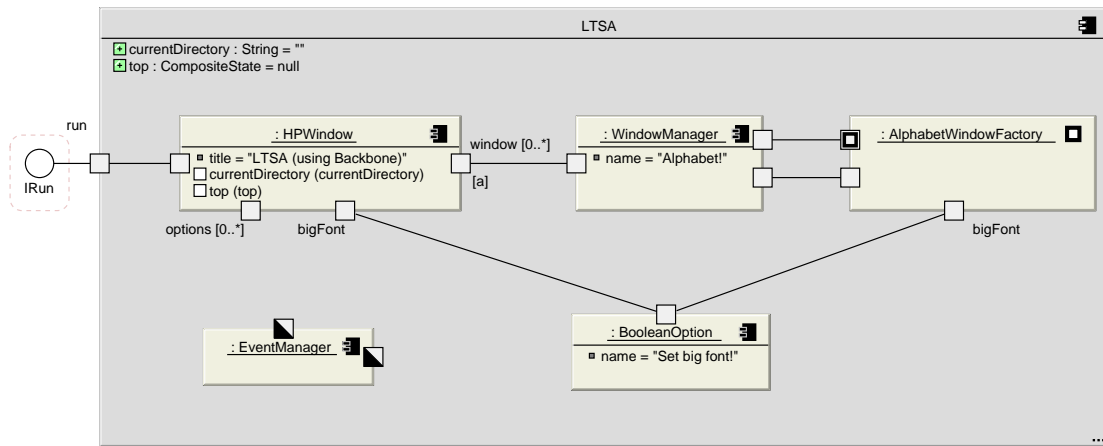 LTSA
currentDirectory : String = ""
top : CompositeState = null
run
IRun
: HPWindow
title = "LTSA (using Backbone)"
currentDirectory (currentDirectory)
top (top)
window [0..*]
[a]
: WindowManager
name = "Alphabet!"
: AlphabetWindowFactory
options [0..*]
bigFont
bigFont
: EventManager
: BooleanOption
name = "Set big font!"
...